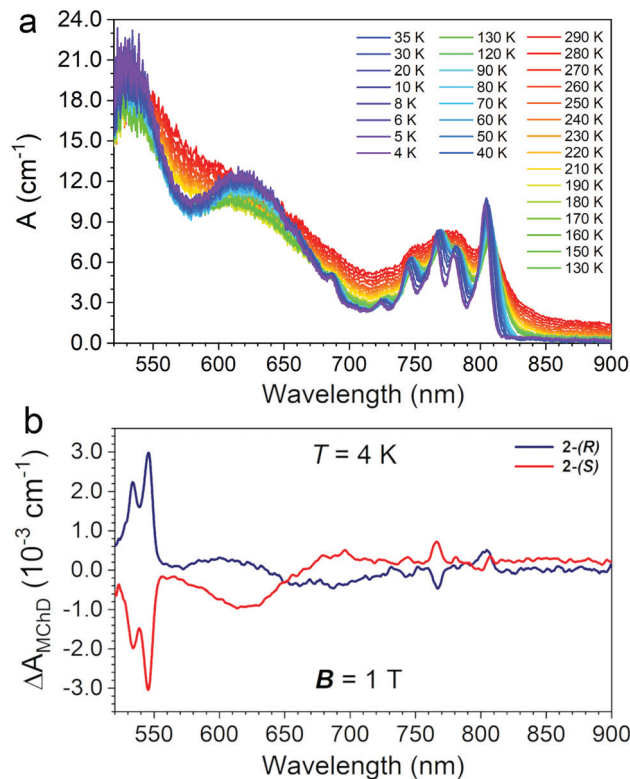 a
24.0
21.0
18.0
15.0
12.0
9.0
6.0
3.0
0.0
A (cm⁻¹)
35 K 130 K 290 K
30 K 120 K 280 K
20 K 90 K 270 K
10 K 80 K 260 K
8 K 70 K 250 K
6 K 60 K 240 K
5 K 50 K 230 K
4 K 40 K 220 K
210 K
190 K
180 K
170 K
160 K
150 K
130 K
550 600 650 700 750 800 850 900
Wavelength (nm)
b
3.0
2.0
1.0
0.0
-1.0
-2.0
-3.0
ΔA_MChD (10⁻³ cm⁻¹)
T = 4 K
2-(R)
2-(S)
B = 1 T
550 600 650 700 750 800 850 900
Wavelength (nm)